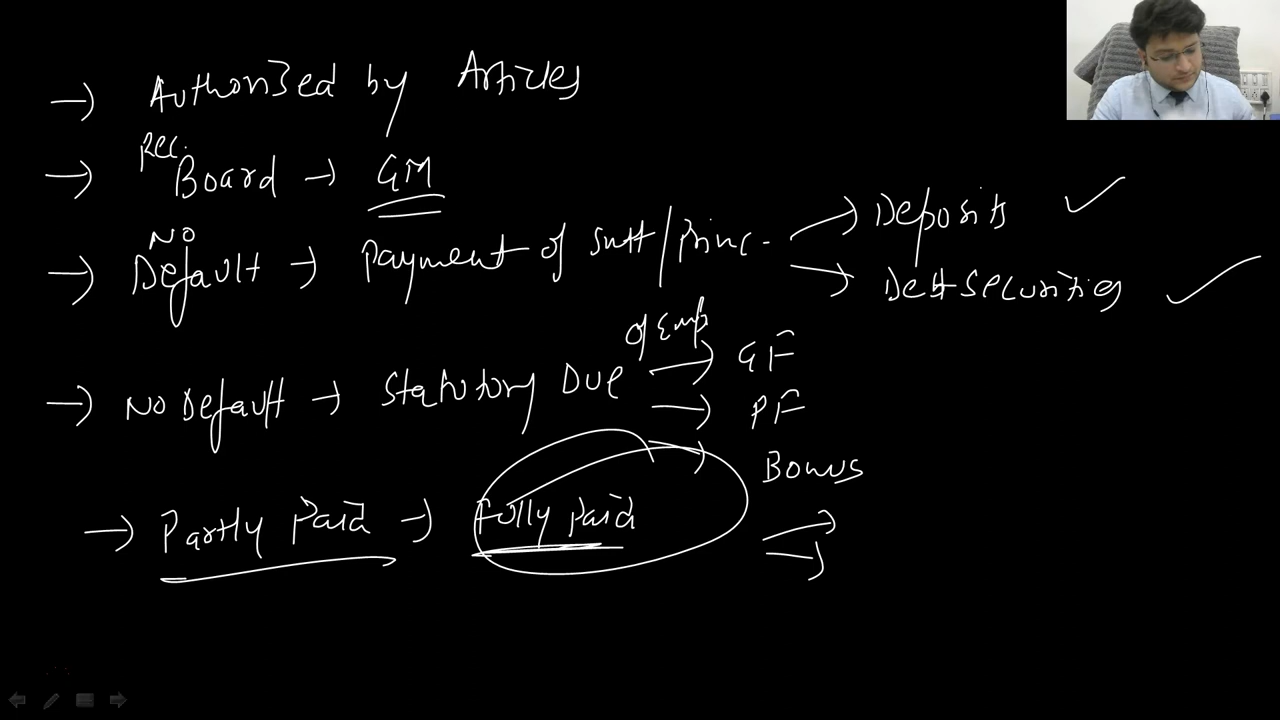 → Authorised by Articles
Rec.
→ Board → GM
NO
→ Default → Payment of Intt/Princ. → Deposits ✓
→ Debt Securities ✓
of Emp
→ No Default → Statutory Due → GF
→ PF
→ Bonus
→ Partly Paid → Fully Paid